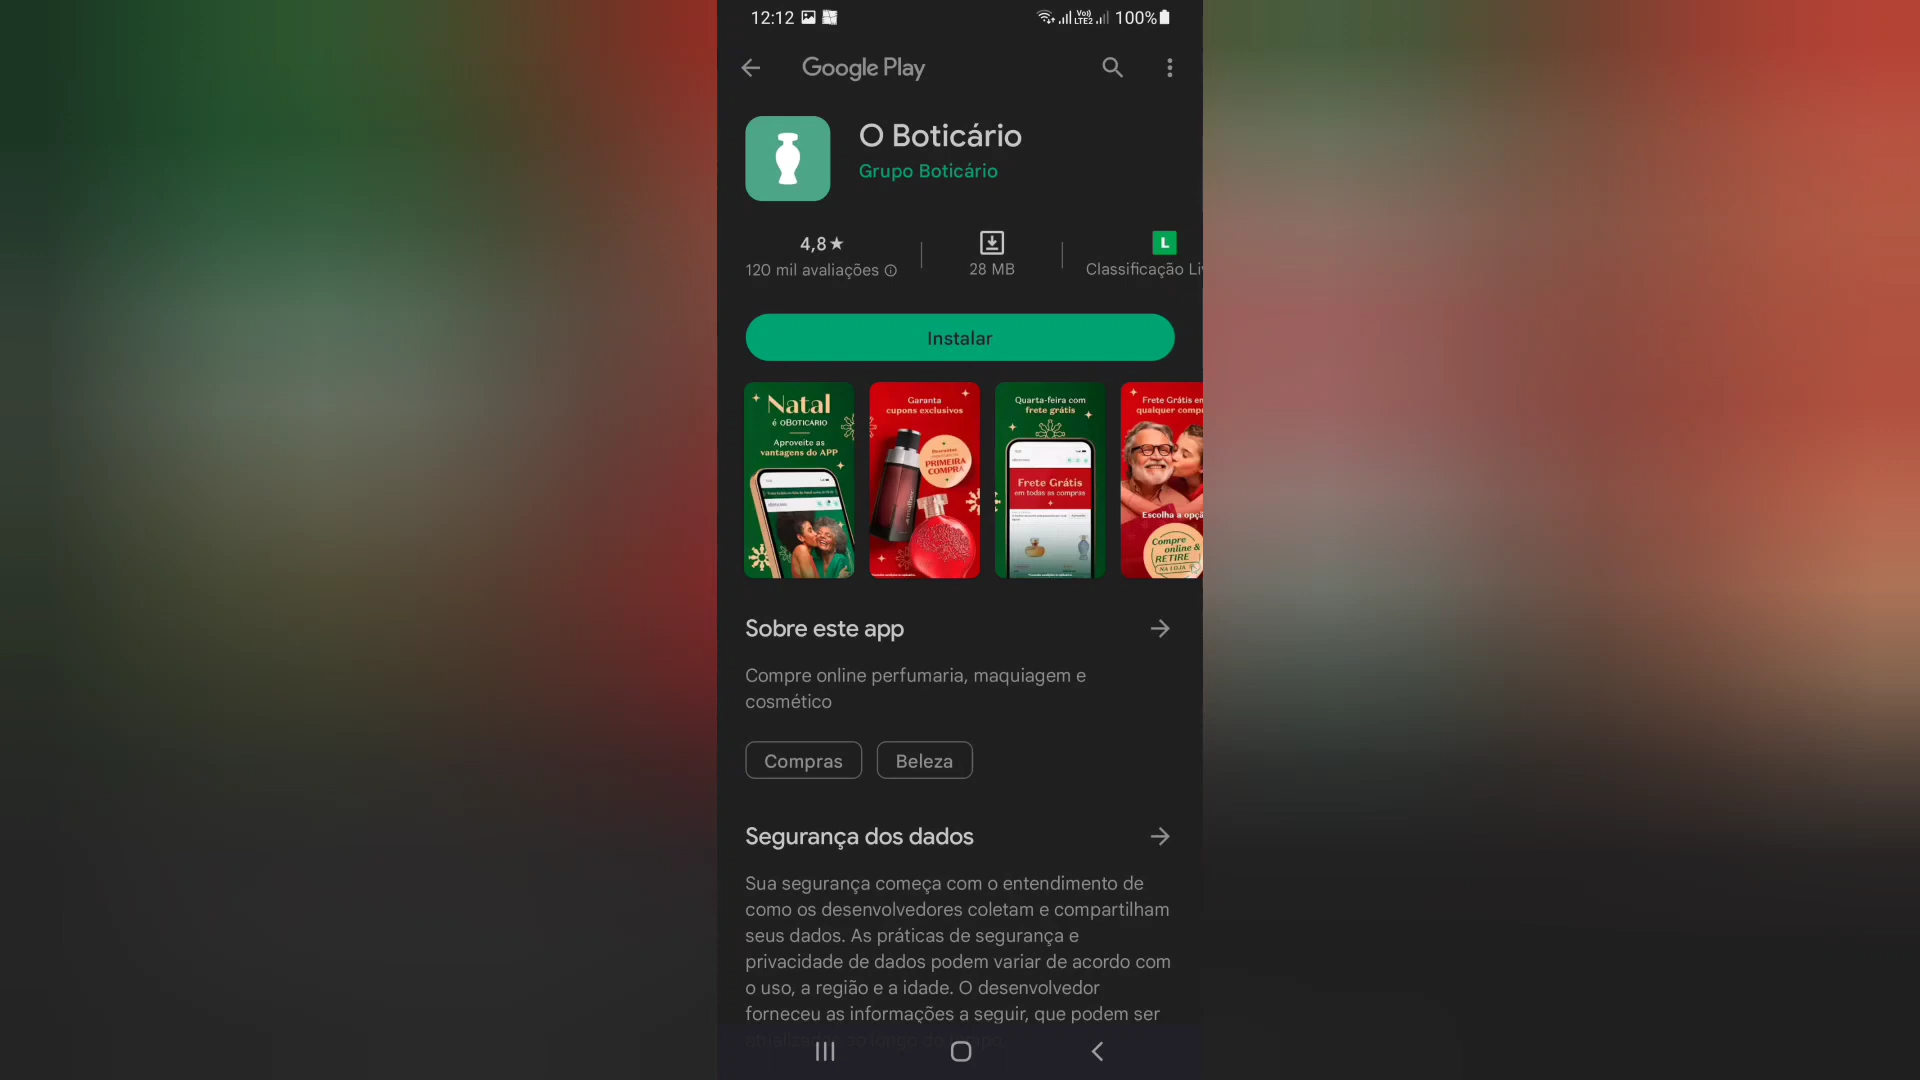 12:12
Vo)) LTE2 100%
Google Play
O Boticário
Grupo Boticário
4,8★
120 mil avaliações
28 MB
L
Classificação Li
Instalar
Natal
é oBOTICÁRIO
Aproveite as
vantagens do APP
Garanta
cupons exclusivos
PRIMEIRA
COMPRA
Quarta-feira com
frete grátis
Frete Grátis
em todas as compras
Frete Grátis em
qualquer comp
Escolha a opçã
Compre
online &
RETIRE
NA LOJA
Sobre este app
Compre online perfumaria, maquiagem e
cosmético
Compras
Beleza
Segurança dos dados
Sua segurança começa com o entendimento de
como os desenvolvedores coletam e compartilham
seus dados. As práticas de segurança e
privacidade de dados podem variar de acordo com
o uso, a região e a idade. O desenvolvedor
forneceu as informações a seguir, que podem ser